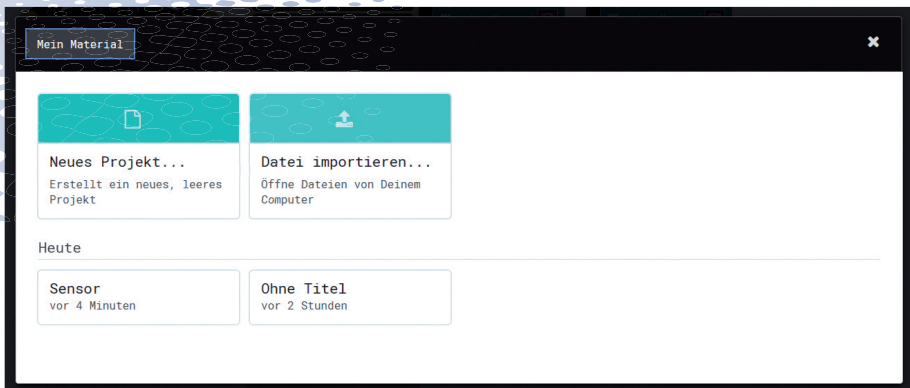 Mein Material
Neues Projekt...
Erstellt ein neues, leeres
Projekt
Datei importieren...
Öffne Dateien von Deinem
Computer
Heute
Sensor
vor 4 Minuten
Ohne Titel
vor 2 Stunden